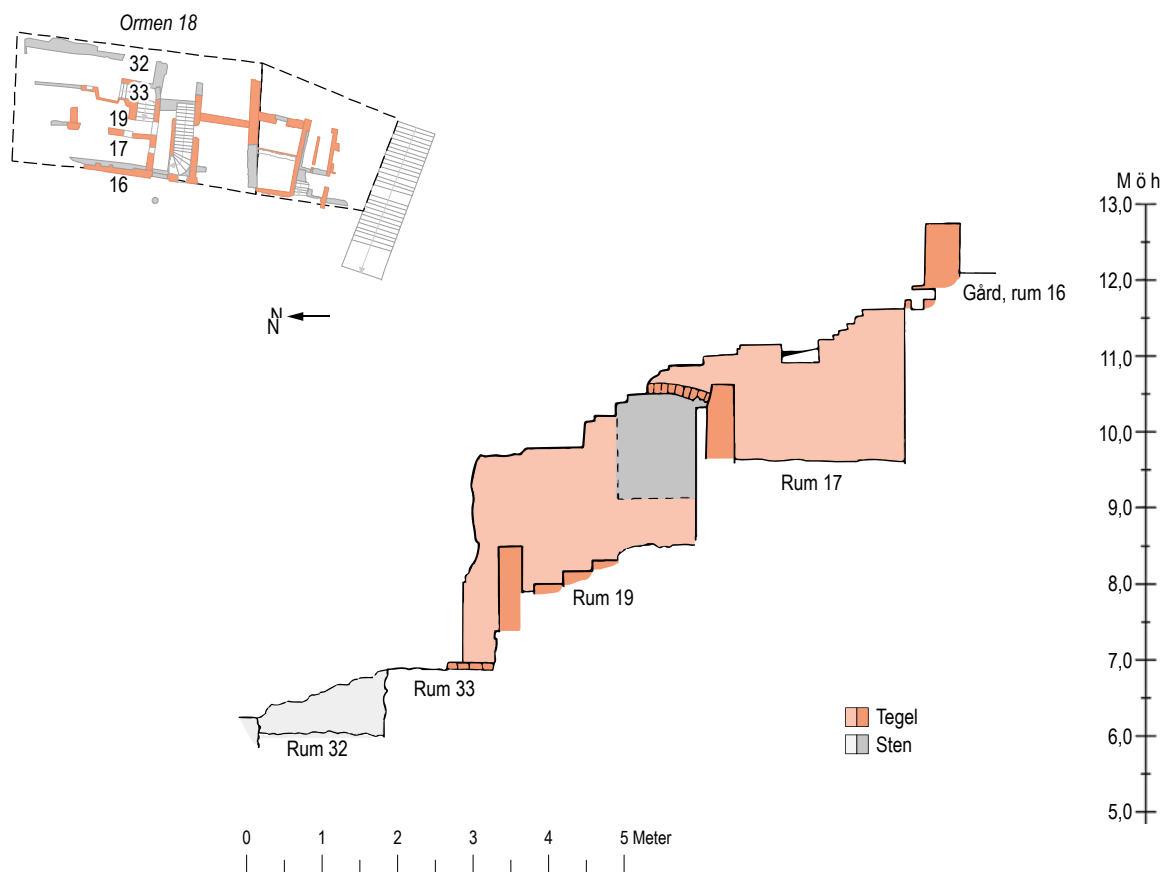 Ormen 18
32
33
19
17
16
N
N
M ö h
13,0
12,0
11,0
10,0
9,0
8,0
7,0
6,0
5,0
Gård, rum 16
Rum 17
Rum 19
Rum 33
Rum 32
Tegel
Sten
0 1 2 3 4 5 Meter